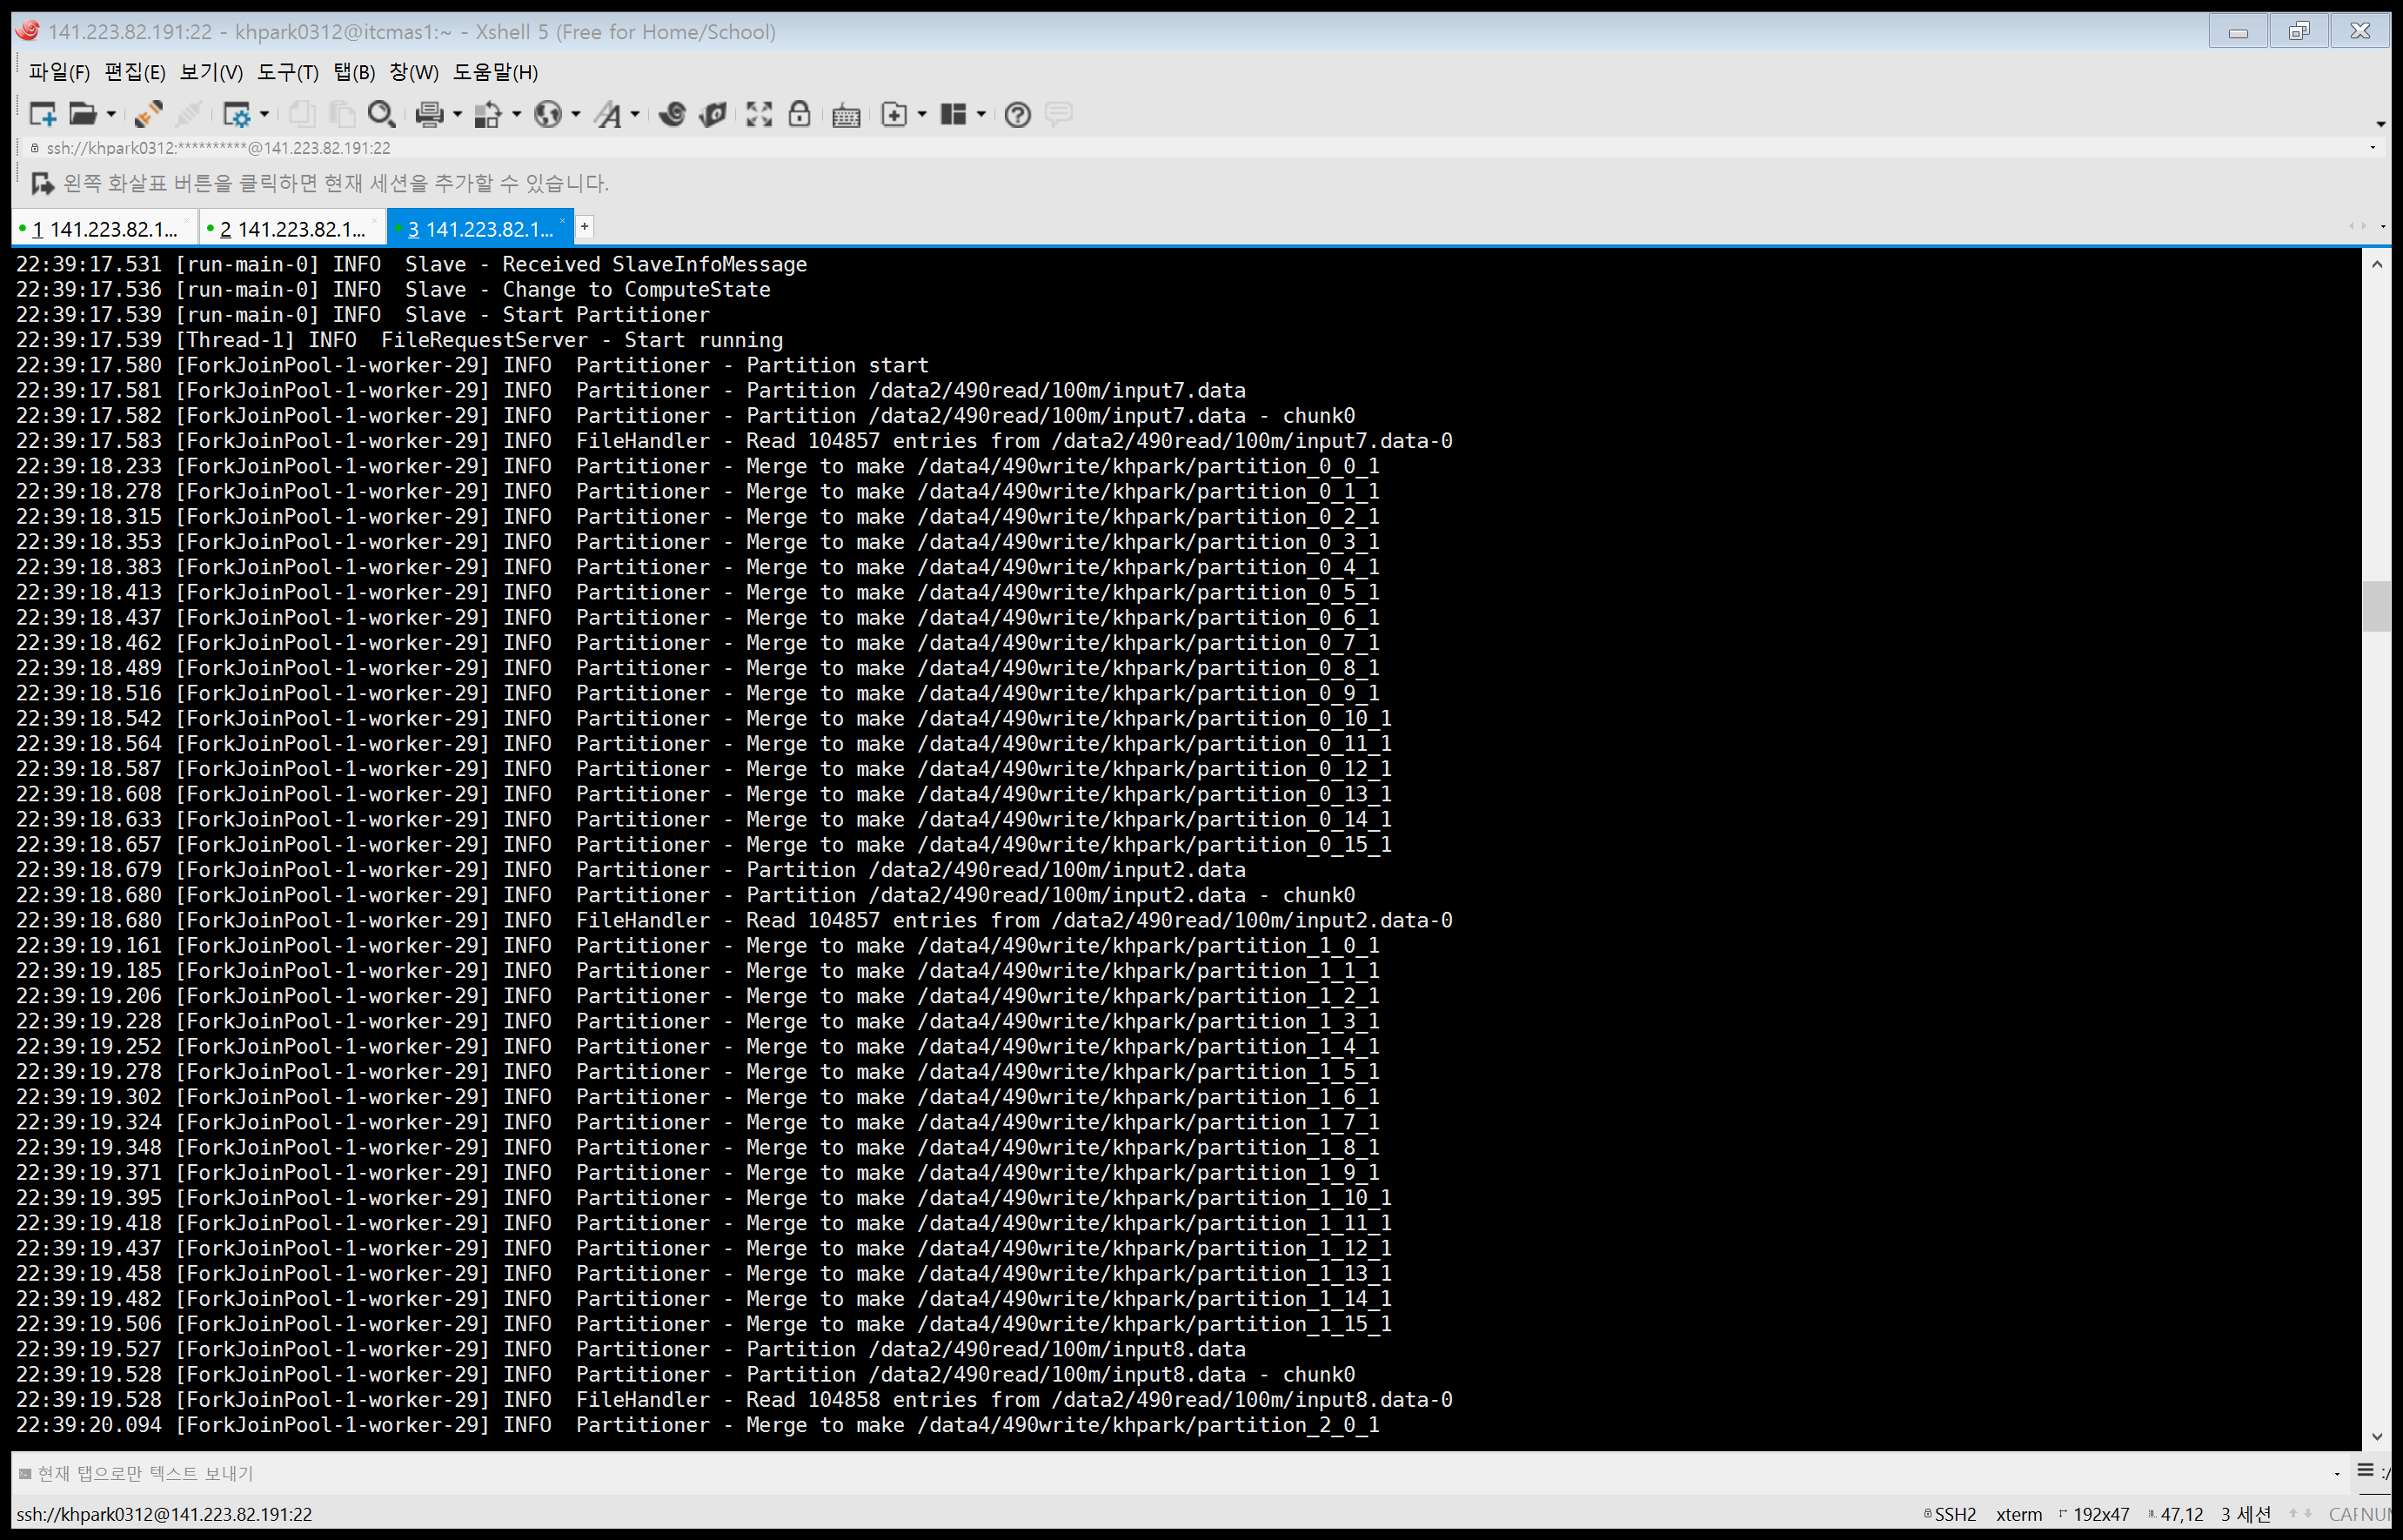 141.223.82.191:22 - khpark0312@itcmas1:~ - Xshell 5 (Free for Home/School)
파일(F) 편집(E) 보기(V) 도구(T) 탭(B) 창(W) 도움말(H)
ssh://khpark0312:**********@141.223.82.191:22
왼쪽 화살표 버튼을 클릭하면 현재 세션을 추가할 수 있습니다.
1 141.223.82.1... 2 141.223.82.1... 3 141.223.82.1... +
22:39:17.531 [run-main-0] INFO  Slave - Received SlaveInfoMessage
22:39:17.536 [run-main-0] INFO  Slave - Change to ComputeState
22:39:17.539 [run-main-0] INFO  Slave - Start Partitioner
22:39:17.539 [Thread-1] INFO  FileRequestServer - Start running
22:39:17.580 [ForkJoinPool-1-worker-29] INFO  Partitioner - Partition start
22:39:17.581 [ForkJoinPool-1-worker-29] INFO  Partitioner - Partition /data2/490read/100m/input7.data
22:39:17.582 [ForkJoinPool-1-worker-29] INFO  Partitioner - Partition /data2/490read/100m/input7.data - chunk0
22:39:17.583 [ForkJoinPool-1-worker-29] INFO  FileHandler - Read 104857 entries from /data2/490read/100m/input7.data-0
22:39:18.233 [ForkJoinPool-1-worker-29] INFO  Partitioner - Merge to make /data4/490write/khpark/partition_0_0_1
22:39:18.278 [ForkJoinPool-1-worker-29] INFO  Partitioner - Merge to make /data4/490write/khpark/partition_0_1_1
22:39:18.315 [ForkJoinPool-1-worker-29] INFO  Partitioner - Merge to make /data4/490write/khpark/partition_0_2_1
22:39:18.353 [ForkJoinPool-1-worker-29] INFO  Partitioner - Merge to make /data4/490write/khpark/partition_0_3_1
22:39:18.383 [ForkJoinPool-1-worker-29] INFO  Partitioner - Merge to make /data4/490write/khpark/partition_0_4_1
22:39:18.413 [ForkJoinPool-1-worker-29] INFO  Partitioner - Merge to make /data4/490write/khpark/partition_0_5_1
22:39:18.437 [ForkJoinPool-1-worker-29] INFO  Partitioner - Merge to make /data4/490write/khpark/partition_0_6_1
22:39:18.462 [ForkJoinPool-1-worker-29] INFO  Partitioner - Merge to make /data4/490write/khpark/partition_0_7_1
22:39:18.489 [ForkJoinPool-1-worker-29] INFO  Partitioner - Merge to make /data4/490write/khpark/partition_0_8_1
22:39:18.516 [ForkJoinPool-1-worker-29] INFO  Partitioner - Merge to make /data4/490write/khpark/partition_0_9_1
22:39:18.542 [ForkJoinPool-1-worker-29] INFO  Partitioner - Merge to make /data4/490write/khpark/partition_0_10_1
22:39:18.564 [ForkJoinPool-1-worker-29] INFO  Partitioner - Merge to make /data4/490write/khpark/partition_0_11_1
22:39:18.587 [ForkJoinPool-1-worker-29] INFO  Partitioner - Merge to make /data4/490write/khpark/partition_0_12_1
22:39:18.608 [ForkJoinPool-1-worker-29] INFO  Partitioner - Merge to make /data4/490write/khpark/partition_0_13_1
22:39:18.633 [ForkJoinPool-1-worker-29] INFO  Partitioner - Merge to make /data4/490write/khpark/partition_0_14_1
22:39:18.657 [ForkJoinPool-1-worker-29] INFO  Partitioner - Merge to make /data4/490write/khpark/partition_0_15_1
22:39:18.679 [ForkJoinPool-1-worker-29] INFO  Partitioner - Partition /data2/490read/100m/input2.data
22:39:18.680 [ForkJoinPool-1-worker-29] INFO  Partitioner - Partition /data2/490read/100m/input2.data - chunk0
22:39:18.680 [ForkJoinPool-1-worker-29] INFO  FileHandler - Read 104857 entries from /data2/490read/100m/input2.data-0
22:39:19.161 [ForkJoinPool-1-worker-29] INFO  Partitioner - Merge to make /data4/490write/khpark/partition_1_0_1
22:39:19.185 [ForkJoinPool-1-worker-29] INFO  Partitioner - Merge to make /data4/490write/khpark/partition_1_1_1
22:39:19.206 [ForkJoinPool-1-worker-29] INFO  Partitioner - Merge to make /data4/490write/khpark/partition_1_2_1
22:39:19.228 [ForkJoinPool-1-worker-29] INFO  Partitioner - Merge to make /data4/490write/khpark/partition_1_3_1
22:39:19.252 [ForkJoinPool-1-worker-29] INFO  Partitioner - Merge to make /data4/490write/khpark/partition_1_4_1
22:39:19.278 [ForkJoinPool-1-worker-29] INFO  Partitioner - Merge to make /data4/490write/khpark/partition_1_5_1
22:39:19.302 [ForkJoinPool-1-worker-29] INFO  Partitioner - Merge to make /data4/490write/khpark/partition_1_6_1
22:39:19.324 [ForkJoinPool-1-worker-29] INFO  Partitioner - Merge to make /data4/490write/khpark/partition_1_7_1
22:39:19.348 [ForkJoinPool-1-worker-29] INFO  Partitioner - Merge to make /data4/490write/khpark/partition_1_8_1
22:39:19.371 [ForkJoinPool-1-worker-29] INFO  Partitioner - Merge to make /data4/490write/khpark/partition_1_9_1
22:39:19.395 [ForkJoinPool-1-worker-29] INFO  Partitioner - Merge to make /data4/490write/khpark/partition_1_10_1
22:39:19.418 [ForkJoinPool-1-worker-29] INFO  Partitioner - Merge to make /data4/490write/khpark/partition_1_11_1
22:39:19.437 [ForkJoinPool-1-worker-29] INFO  Partitioner - Merge to make /data4/490write/khpark/partition_1_12_1
22:39:19.458 [ForkJoinPool-1-worker-29] INFO  Partitioner - Merge to make /data4/490write/khpark/partition_1_13_1
22:39:19.482 [ForkJoinPool-1-worker-29] INFO  Partitioner - Merge to make /data4/490write/khpark/partition_1_14_1
22:39:19.506 [ForkJoinPool-1-worker-29] INFO  Partitioner - Merge to make /data4/490write/khpark/partition_1_15_1
22:39:19.527 [ForkJoinPool-1-worker-29] INFO  Partitioner - Partition /data2/490read/100m/input8.data
22:39:19.528 [ForkJoinPool-1-worker-29] INFO  Partitioner - Partition /data2/490read/100m/input8.data - chunk0
22:39:19.528 [ForkJoinPool-1-worker-29] INFO  FileHandler - Read 104858 entries from /data2/490read/100m/input8.data-0
22:39:20.094 [ForkJoinPool-1-worker-29] INFO  Partitioner - Merge to make /data4/490write/khpark/partition_2_0_1
현재 탭으로만 텍스트 보내기
ssh://khpark0312@141.223.82.191:22 SSH2 xterm 192x47 47,12 3 세션